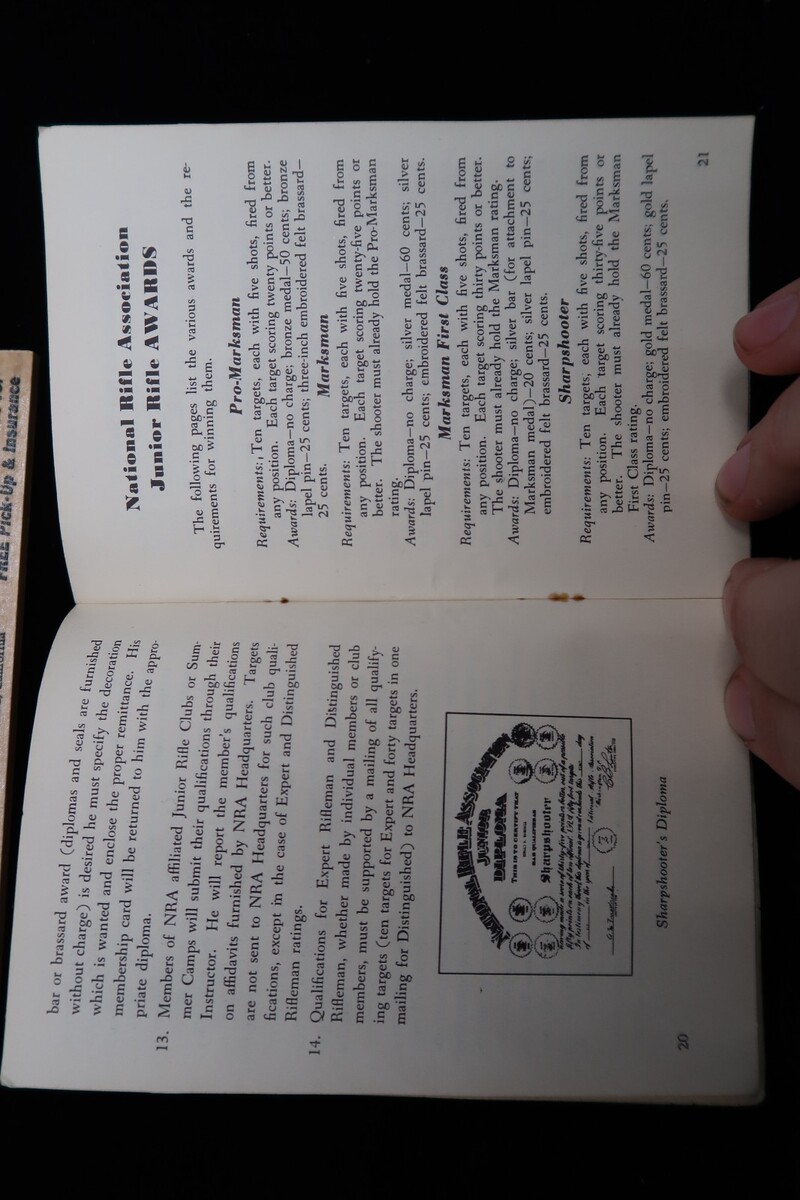 FREE Pick-Up & Insurance
bar or brassard award (diplomas and seals are furnished
without charge) is desired he must specify the decoration
which is wanted and enclose the proper remittance. His
membership card will be returned to him with the appro-
priate diploma.
13. Members of NRA affiliated Junior Rifle Clubs or Sum-
mer Camps will submit their qualifications through their
Instructor. He will report the member's qualifications
on affidavits furnished by NRA Headquarters. Targets
are not sent to NRA Headquarters for such club quali-
fications, except in the case of Expert and Distinguished
Rifleman ratings.
14. Qualifications for Expert Rifleman and Distinguished
Rifleman, whether made by individual members or club
members, must be supported by a mailing of all qualify-
ing targets (ten targets for Expert and forty targets in one
mailing for Distinguished) to NRA Headquarters.
NATIONAL RIFLE ASSOCIATION
JUNIOR
DIPLOMA
THIS IS TO CERTIFY THAT
HAS QUALIFIED AS
Sharpshooter
Sharpshooter's Diploma
20
National Rifle Association
Junior Rifle AWARDS
The following pages list the various awards and the re-
quirements for winning them.
Pro-Marksman
Requirements: Ten targets, each with five shots, fired from
any position. Each target scoring twenty points or better.
Awards: Diploma—no charge; bronze medal—50 cents; bronze
lapel pin—25 cents; three-inch embroidered felt brassard—
25 cents.
Marksman
Requirements: Ten targets, each with five shots, fired from
any position. Each target scoring twenty-five points or
better. The shooter must already hold the Pro-Marksman
rating.
Awards: Diploma—no charge; silver medal—60 cents; silver
lapel pin—25 cents; embroidered felt brassard—25 cents.
Marksman First Class
Requirements: Ten targets, each with five shots, fired from
any position. Each target scoring thirty points or better.
The shooter must already hold the Marksman rating.
Awards: Diploma—no charge; silver bar (for attachment to
Marksman medal)—20 cents; silver lapel pin—25 cents;
embroidered felt brassard—25 cents.
Sharpshooter
Requirements: Ten targets, each with five shots, fired from
any position. Each target scoring thirty-five points or
better. The shooter must already hold the Marksman
First Class rating.
Awards: Diploma—no charge; gold medal—60 cents; gold lapel
pin—25 cents; embroidered felt brassard—25 cents.
21